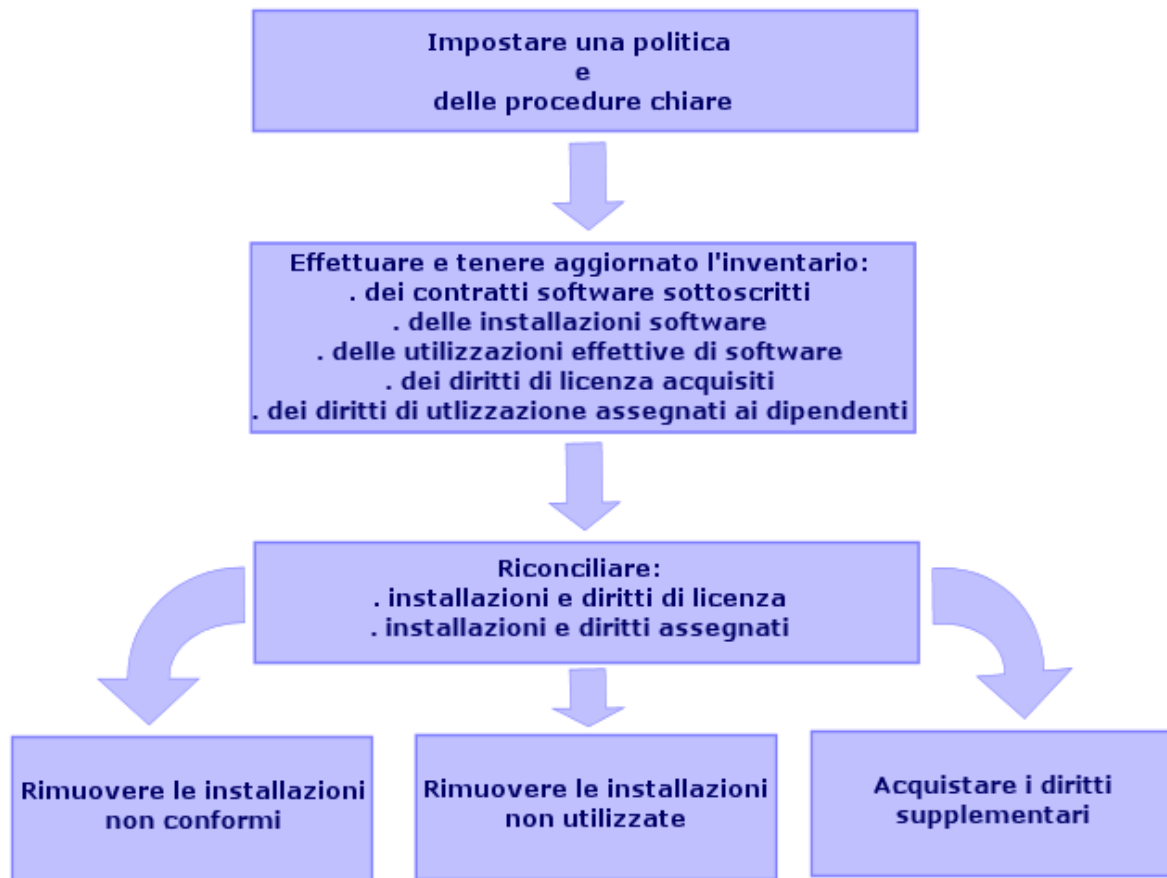 Impostare una politica
e
delle procedure chiare
Effettuare e tenere aggiornato l'inventario:
. dei contratti software sottoscritti
. delle installazioni software
. delle utilizzazioni effettive di software
. dei diritti di licenza acquisiti
. dei diritti di utlizzazione assegnati ai dipendenti
Riconciliare:
. installazioni e diritti di licenza
. installazioni e diritti assegnati
Rimuovere le installazioni
non conformi
Rimuovere le installazioni
non utilizzate
Acquistare i diritti
supplementari